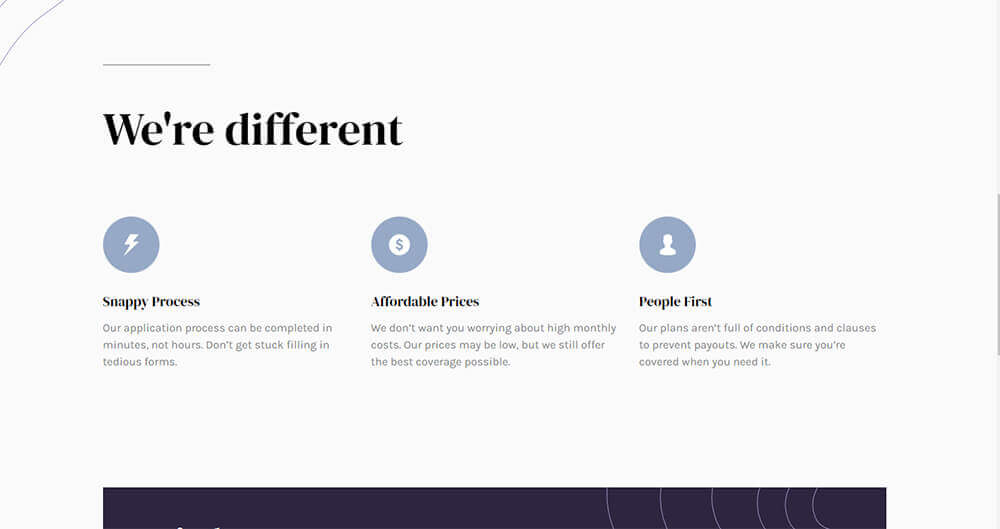 We're different
Snappy Process
Our application process can be completed in
minutes, not hours. Don’t get stuck filling in
tedious forms.
Affordable Prices
We don’t want you worrying about high monthly
costs. Our prices may be low, but we still offer
the best coverage possible.
People First
Our plans aren’t full of conditions and clauses
to prevent payouts. We make sure you’re
covered when you need it.